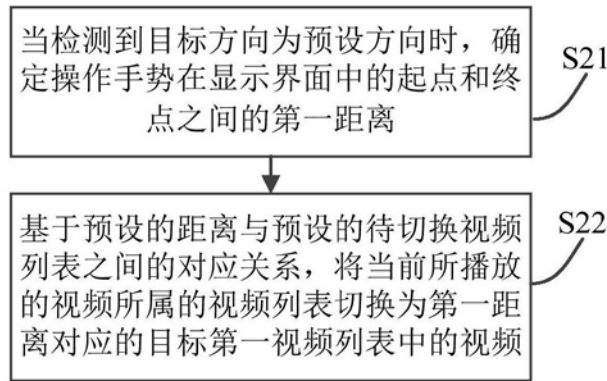 当检测到目标方向为预设方向时，确
定操作手势在显示界面中的起点和终
点之间的第一距离
S21
基于预设的距离与预设的待切换视频
列表之间的对应关系，将当前所播放
的视频所属的视频列表切换为第一距
离对应的目标第一视频列表中的视频
S22